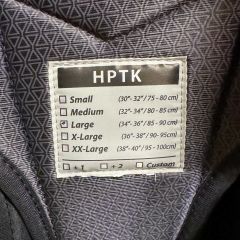 HPTK
Small (30"- 32"/ 75 - 80 cm)
Medium (32"- 34"/ 80 - 85 cm)
Large (34"- 36"/ 85 - 90 cm)
X-Large (36"- 38"/ 90- 95cm)
XX-Large (38"- 40"/ 95 - 100cm)
+ 1 + 2 Custom